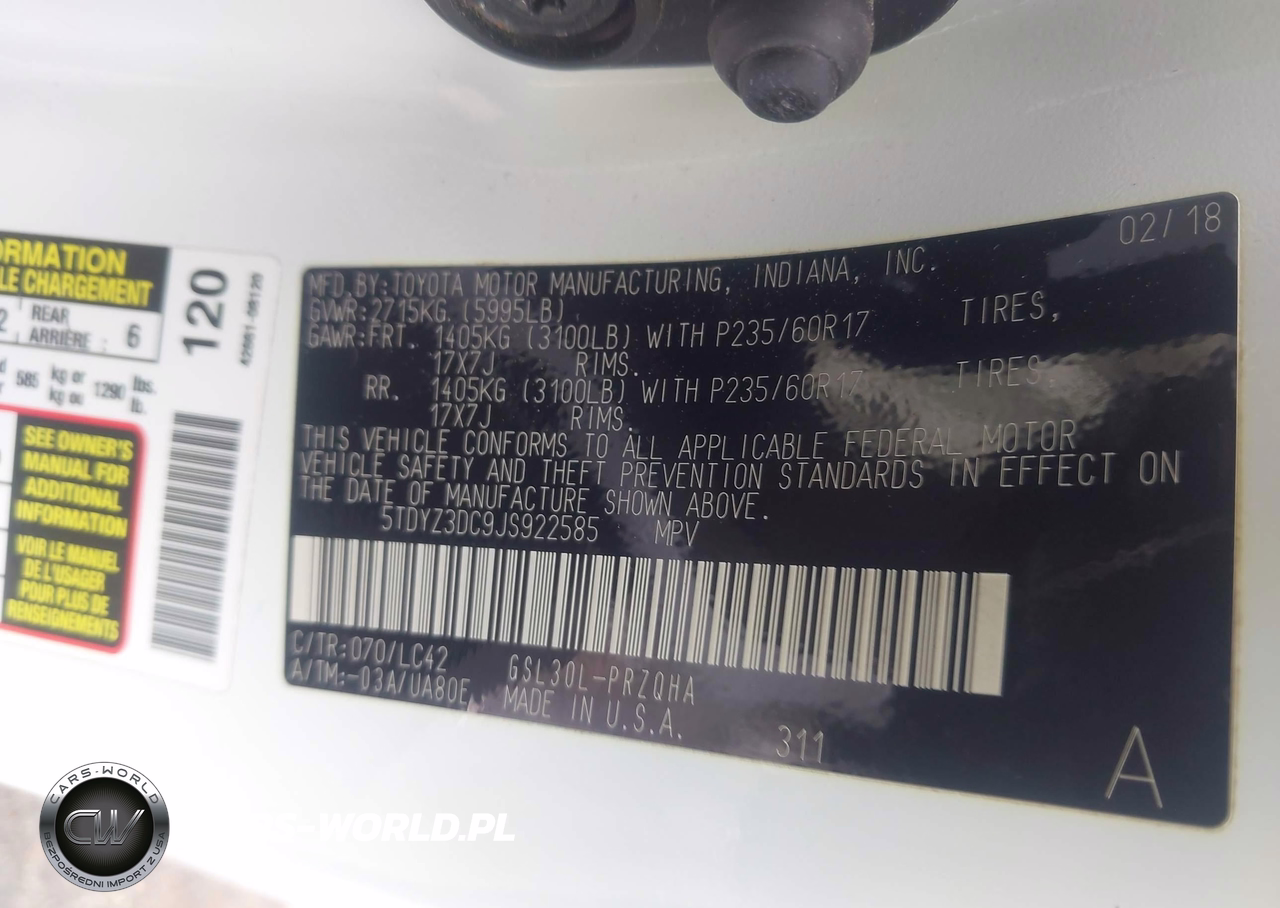 ORMATION
LE CHARGEMENT
2 REAR
ARRIÈRE : 6
120
585 kg or
kg ou 1290 lbs.
lb.
SEE OWNER'S
MANUAL FOR
ADDITIONAL
INFORMATION
VOIR LE MANUEL
DE L'USAGER
POUR PLUS DE
RENSEIGNEMENTS
02/18
MFD. BY: TOYOTA MOTOR MANUFACTURING, INDIANA, INC.
GVWR: 2715KG (5995LB)
GAWR: FRT. 1405KG (3100LB) WITH P235/60R17 TIRES,
17X7J RIMS.
RR. 1405KG (3100LB) WITH P235/60R17 TIRES,
17X7J RIMS.
THIS VEHICLE CONFORMS TO ALL APPLICABLE FEDERAL MOTOR
VEHICLE SAFETY AND THEFT PREVENTION STANDARDS IN EFFECT ON
THE DATE OF MANUFACTURE SHOWN ABOVE.
5TDYZ3DC9JS922585 MPV
C/TR: 070/LC42 GSL30L-PRZQHA
A/TM:-03A/UA80E MADE IN U.S.A.
311
A
CARS-WORLD
CW
BEZPOŚREDNI IMPORT Z USA
S-WORLD.PL